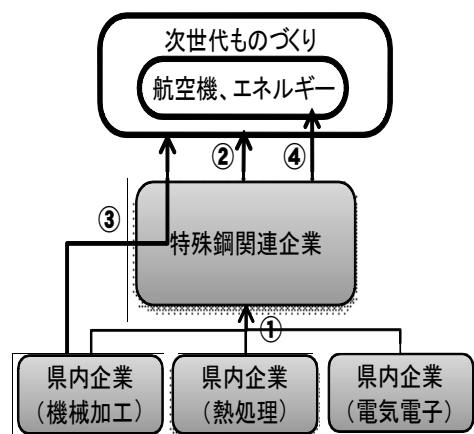 次世代ものづくり
航空機、エネルギー
②
④
③
特殊鋼関連企業
①
県内企業
（機械加工）
県内企業
（熱処理）
県内企業
（電気電子）